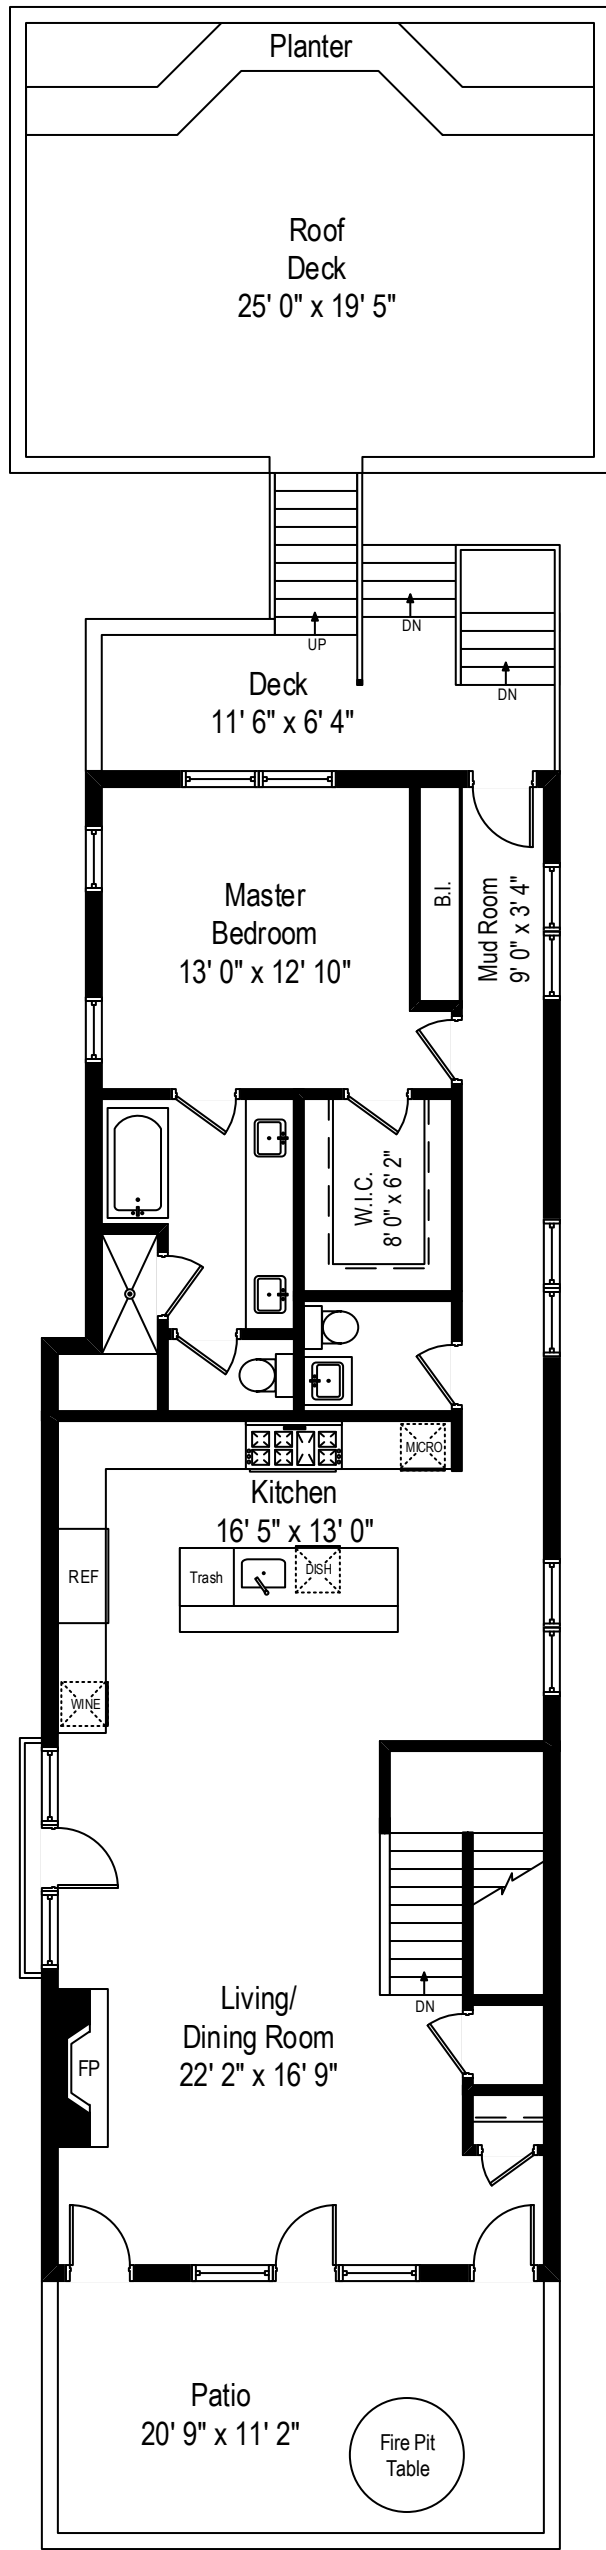 Planter
Roof
Deck
25' 0" x 19' 5"
UP
DN
DN
Deck
11' 6" x 6' 4"
Master
Bedroom
13' 0" x 12' 10"
B.I.
Mud Room
9' 0" x 3' 4"
W.I.C.
8' 0" x 6' 2"
MICRO
Kitchen
16' 5" x 13' 0"
REF
Trash
DISH
WINE
Living/
Dining Room
22' 2" x 16' 9"
DN
FP
Patio
20' 9" x 11' 2"
Fire Pit
Table